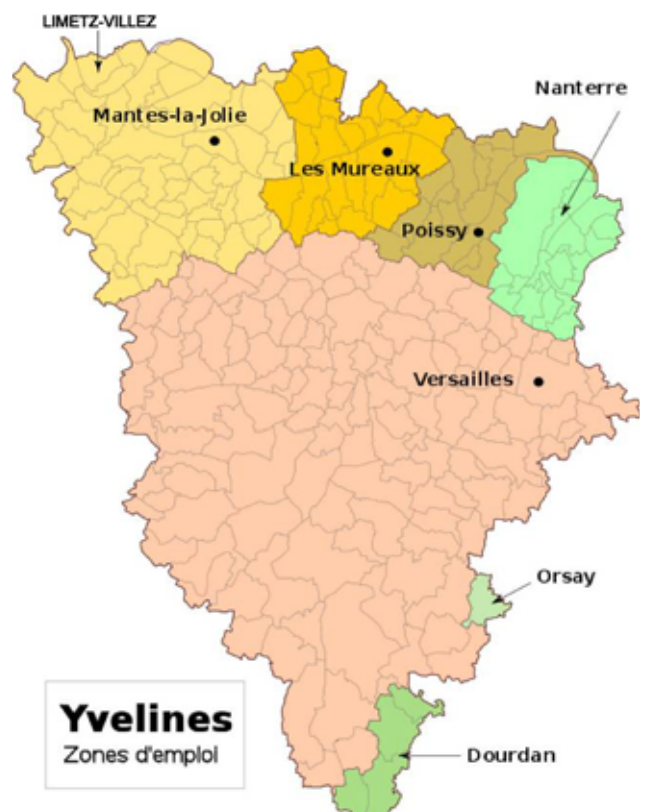 LIMETZ-VILLEZ
Nanterre
Mantes-la-Jolie
Les Mureaux
Poissy
Versailles
Orsay
Yvelines
Zones d'emploi
Dourdan